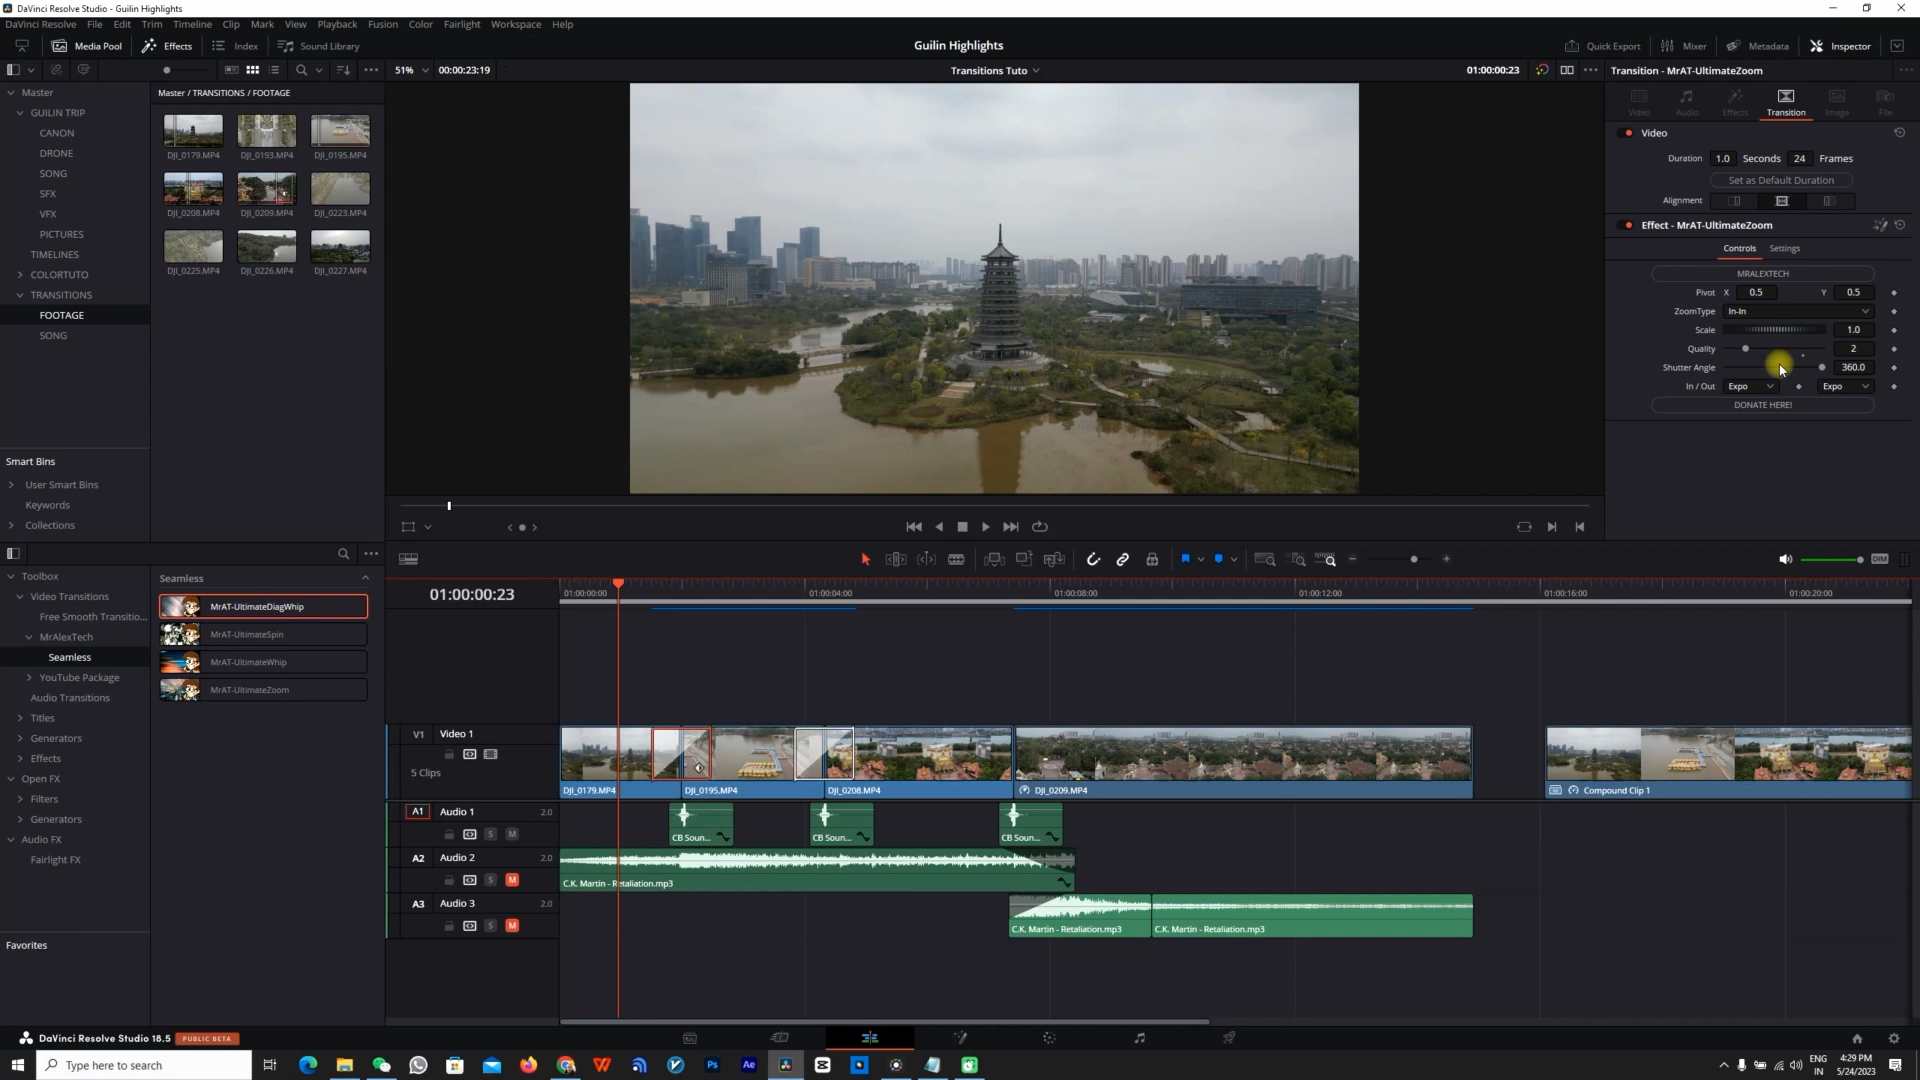 DaVinci Resolve Studio - Guilin Highlights
DaVinci Resolve File Edit Trim Timeline Clip Mark View Playback Fusion Color Fairlight Workspace Help
Media Pool Effects Index Sound Library Guilin Highlights Quick Export Mixer Metadata Inspector
51% 00:00:23:19 Transitions Tuto 01:00:00:23 Transition - MrAT-UltimateZoom
Master
GUILIN TRIP
CANON
DRONE
SONG
SFX
VFX
PICTURES
TIMELINES
COLORTUTO
TRANSITIONS
FOOTAGE
SONG
Smart Bins
User Smart Bins
Keywords
Collections
Master / TRANSITIONS / FOOTAGE
DJI_0179.MP4 DJI_0193.MP4 DJI_0195.MP4
DJI_0208.MP4 DJI_0209.MP4 DJI_0223.MP4
DJI_0225.MP4 DJI_0226.MP4 DJI_0227.MP4
Video Audio Effects Transition Image File
Video
Duration 1.0 Seconds 24 Frames
Set as Default Duration
Alignment
Effect - MrAT-UltimateZoom
Controls Settings
MRALEXTECH
Pivot X 0.5 Y 0.5
ZoomType In-In
Scale 1.0
Quality 2
Shutter Angle 360.0
In / Out Expo Expo
DONATE HERE!
Toolbox
Video Transitions
Free Smooth Transitio...
MrAlexTech
Seamless
YouTube Package
Audio Transitions
Titles
Generators
Effects
Open FX
Filters
Generators
Audio FX
Fairlight FX
Favorites
Seamless
MrAT-UltimateDiagWhip
MrAT-UltimateSpin
MrAT-UltimateWhip
MrAT-UltimateZoom
DIM
01:00:00:23
01:00:00:00 01:00:04:00 01:00:08:00 01:00:12:00 01:00:16:00 01:00:20:00
V1 Video 1
5 Clips
DJI_0179.MP4 DJI_0195.MP4 DJI_0208.MP4 DJI_0209.MP4 Compound Clip 1
A1 Audio 1 2.0
S M
CB Soun... CB Soun... CB Soun...
A2 Audio 2 2.0
S M
C.K. Martin - Retaliation.mp3
A3 Audio 3 2.0
S M
C.K. Martin - Retaliation.mp3 C.K. Martin - Retaliation.mp3
DaVinci Resolve Studio 18.5 PUBLIC BETA
Type here to search
Ps Ae
ENG
IN
4:29 PM
5/24/2023